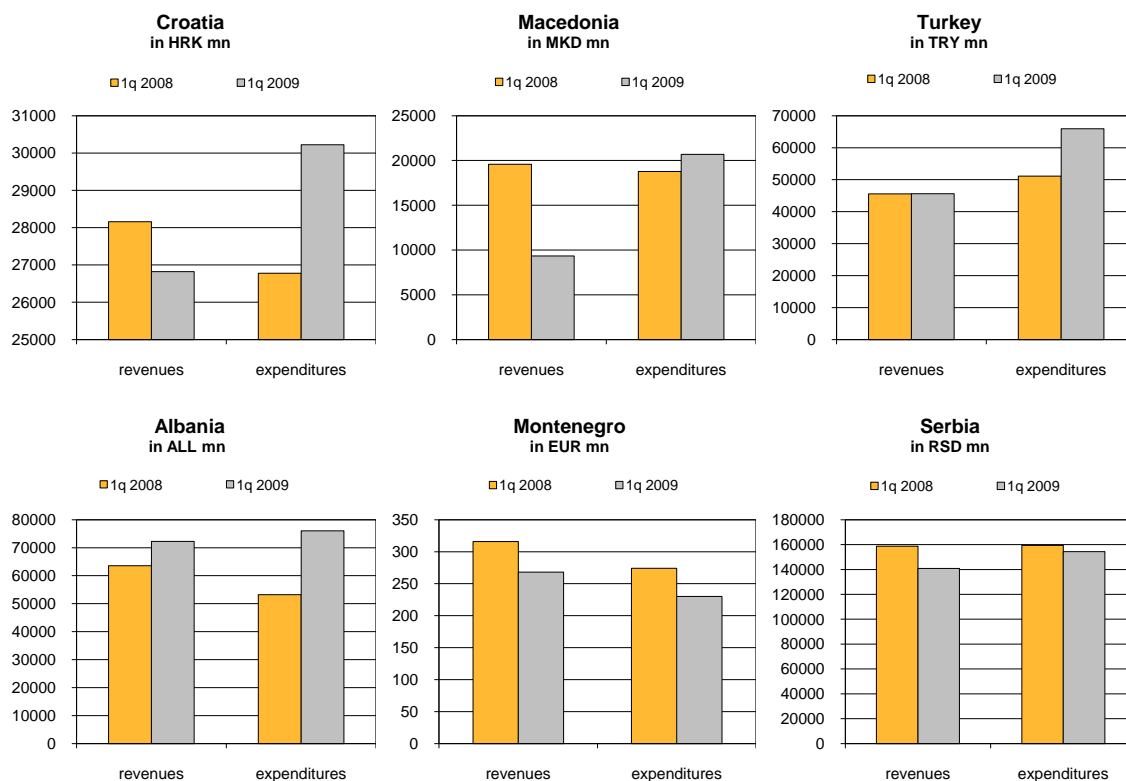 Croatia
in HRK mn
1q 2008 1q 2009
31000
30000
29000
28000
27000
26000
25000
revenues expenditures
Macedonia
in MKD mn
1q 2008 1q 2009
25000
20000
15000
10000
5000
0
revenues expenditures
Turkey
in TRY mn
1q 2008 1q 2009
70000
60000
50000
40000
30000
20000
10000
0
revenues expenditures
Albania
in ALL mn
1q 2008 1q 2009
80000
70000
60000
50000
40000
30000
20000
10000
0
revenues expenditures
Montenegro
in EUR mn
1q 2008 1q 2009
350
300
250
200
150
100
50
0
revenues expenditures
Serbia
in RSD mn
1q 2008 1q 2009
180000
160000
140000
120000
100000
80000
60000
40000
20000
0
revenues expenditures